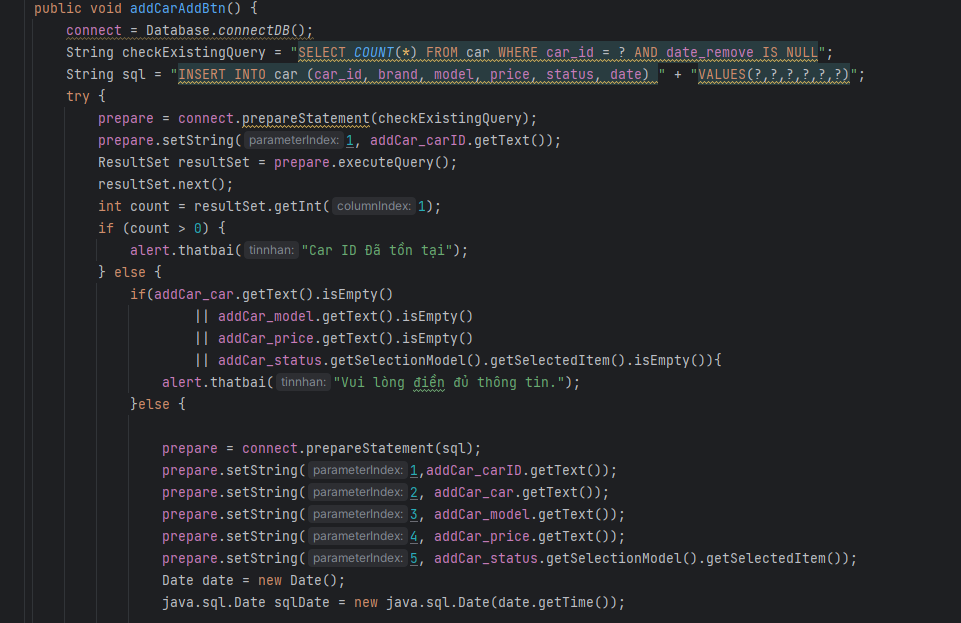 public void addCarAddBtn() {
connect = Database.connectDB();
String checkExistingQuery = "SELECT COUNT(*) FROM car WHERE car_id = ? AND date_remove IS NULL";
String sql = "INSERT INTO car (car_id, brand, model, price, status, date) " + "VALUES(?,?,?,?,?,?)";
try {
prepare = connect.prepareStatement(checkExistingQuery);
prepare.setString( parameterIndex: 1, addCar_carID.getText());
ResultSet resultSet = prepare.executeQuery();
resultSet.next();
int count = resultSet.getInt( columnIndex: 1);
if (count > 0) {
alert.thatbai( tinnhan: "Car ID Đã tồn tại");
} else {
if(addCar_car.getText().isEmpty()
|| addCar_model.getText().isEmpty()
|| addCar_price.getText().isEmpty()
|| addCar_status.getSelectionModel().getSelectedItem().isEmpty()){
alert.thatbai( tinnhan: "Vui lòng điền đủ thông tin.");
}else {
prepare = connect.prepareStatement(sql);
prepare.setString( parameterIndex: 1,addCar_carID.getText());
prepare.setString( parameterIndex: 2, addCar_car.getText());
prepare.setString( parameterIndex: 3, addCar_model.getText());
prepare.setString( parameterIndex: 4, addCar_price.getText());
prepare.setString( parameterIndex: 5, addCar_status.getSelectionModel().getSelectedItem());
Date date = new Date();
java.sql.Date sqlDate = new java.sql.Date(date.getTime());